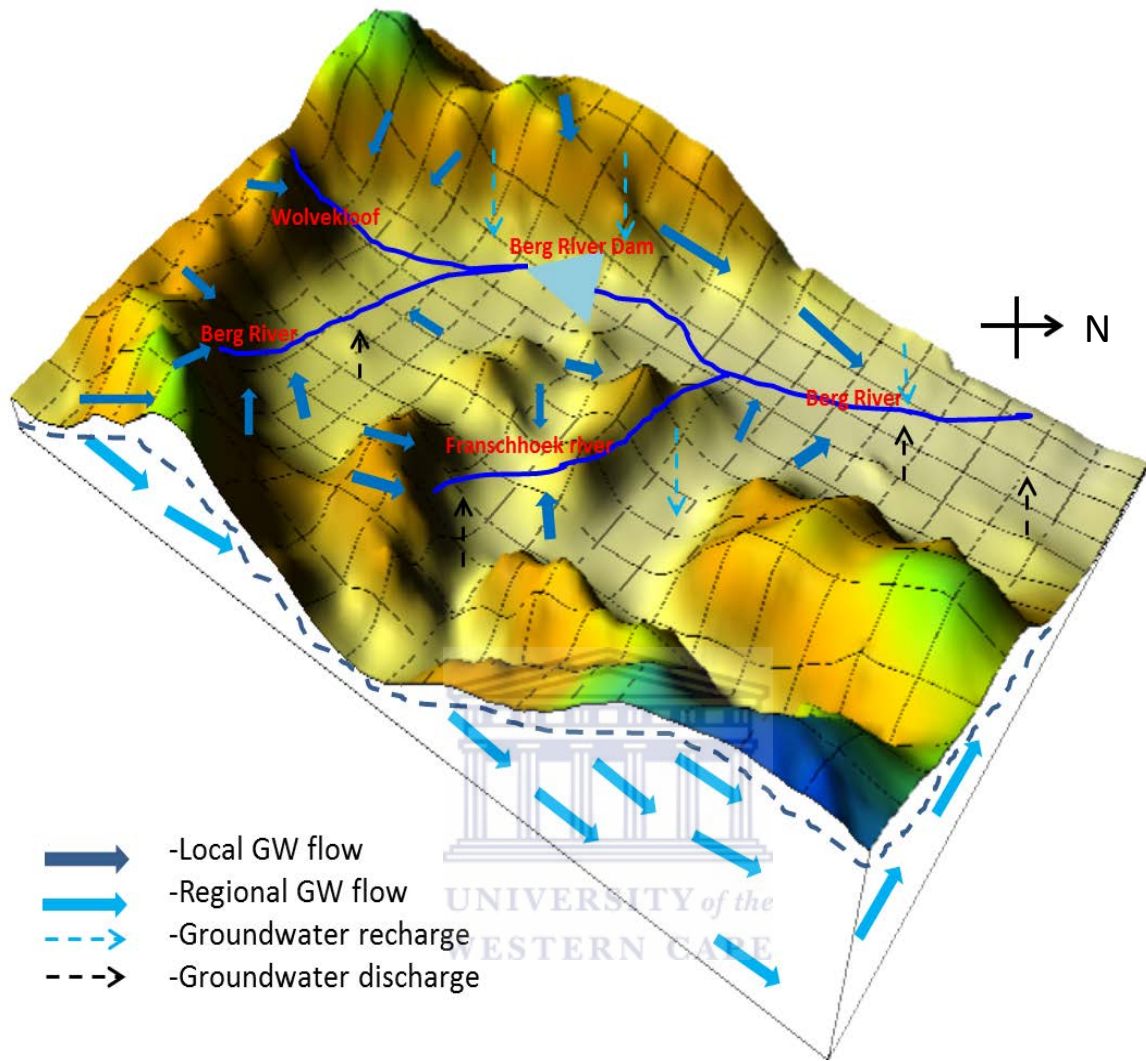 Wolvekloof
Berg River Dam
Berg River
N
Berg River
Franschhoek river
-Local GW flow
-Regional GW flow
-Groundwater recharge
-Groundwater discharge
UNIVERSITY of the
WESTERN CAPE